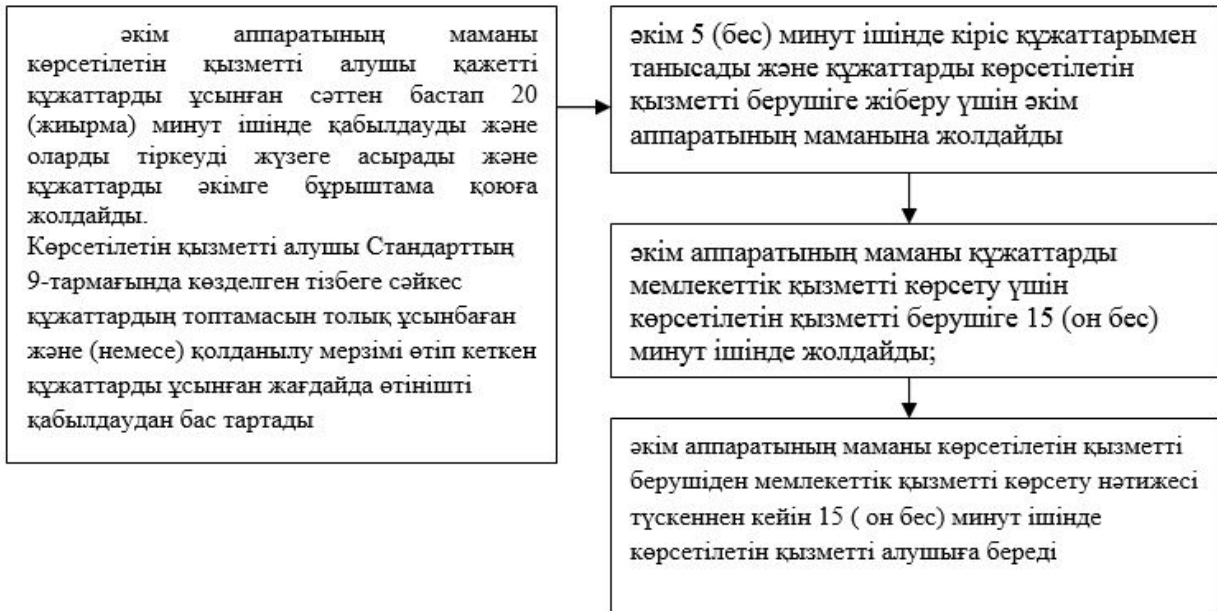 әкім аппаратының маманы
көрсетілетін қызметті алушы қажетті
құжаттарды ұсынған сәттен бастап 20
(жиырма) минут ішінде қабылдауды және
оларды тіркеуді жүзеге асырады және
құжаттарды әкімге бұрыштама қоюға
жолдайды.
Көрсетілетін қызметті алушы Стандарттың
9-тармағында көзделген тізбеге сәйкес
құжаттардың топтамасын толық ұсынбаған
және (немесе) қолданылу мерзімі өтіп кеткен
құжаттарды ұсынған жағдайда өтінішті
қабылдаудан бас тартады
әкім 5 (бес) минут ішінде кіріс құжаттарымен
танысады және құжаттарды көрсетілетін
қызметті берушіге жіберу үшін әкім
аппаратының маманына жолдайды
әкім аппаратының маманы құжаттарды
мемлекеттік қызметті көрсету үшін
көрсетілетін қызметті берушіге 15 (он бес)
минут ішінде жолдайды;
әкім аппаратының маманы көрсетілетін қызметті
берушіден мемлекеттік қызметті көрсету нәтижесі
түскеннен кейін 15 ( он бес) минут ішінде
көрсетілетін қызметті алушыға береді